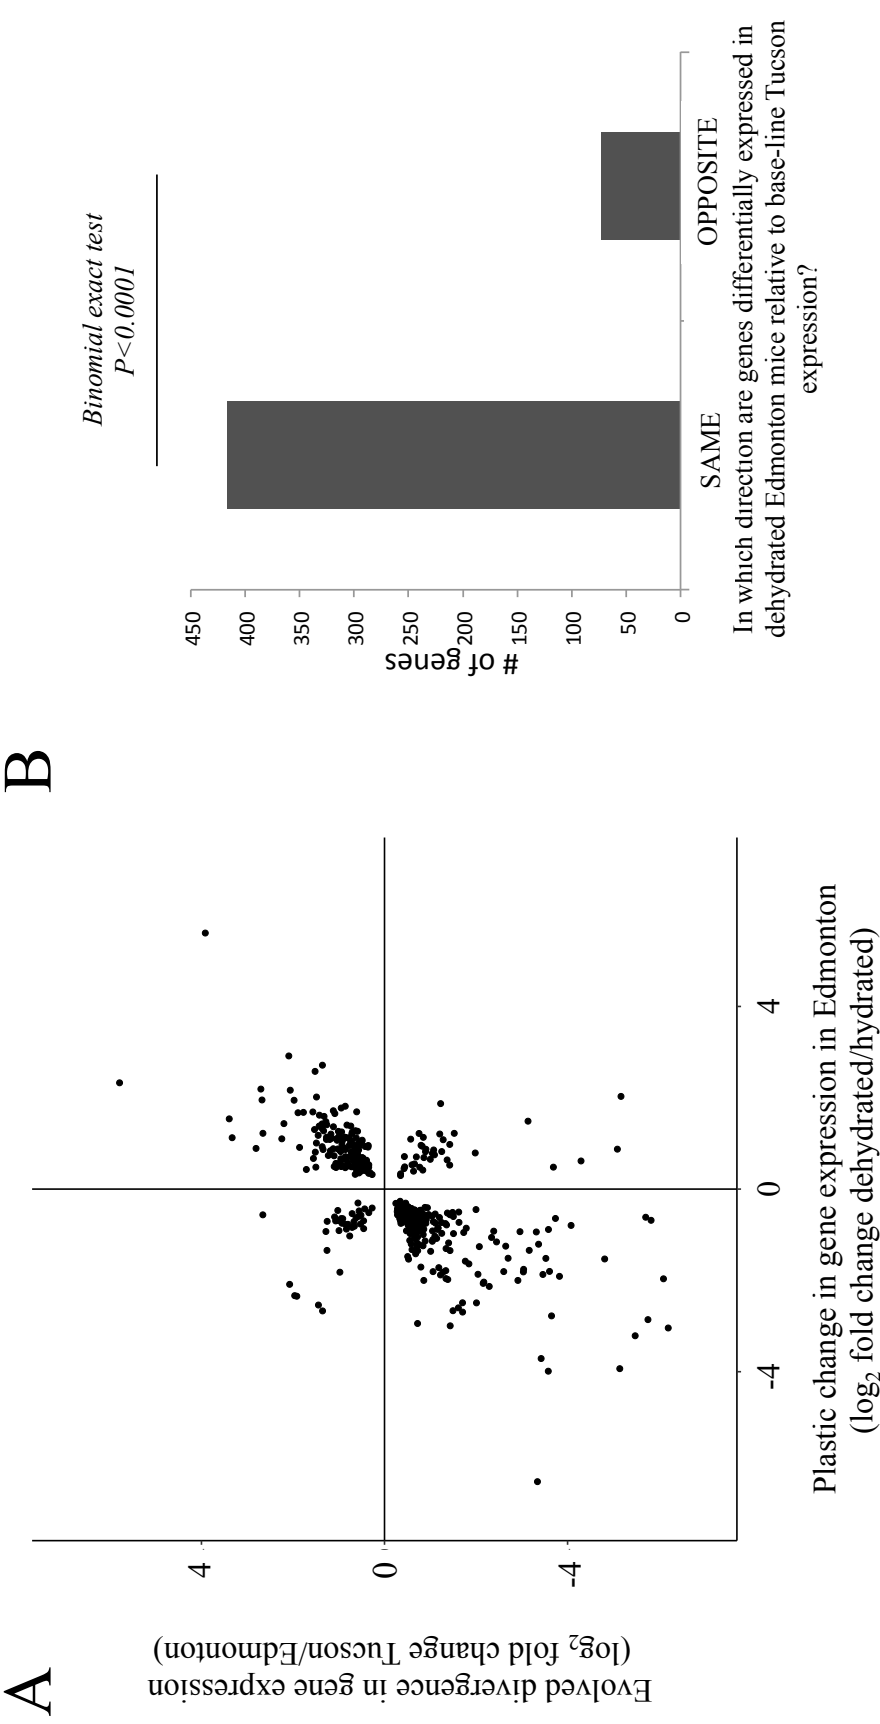 A
Evolved divergence in gene expression
(log2 fold change Tucson/Edmonton)
4
0
-4
-4
0
4
Plastic change in gene expression in Edmonton
(log2 fold change dehydrated/hydrated)
B
Binomial exact test
P<0.0001
# of genes
450
400
350
300
250
200
150
100
50
0
SAME
OPPOSITE
In which direction are genes differentially expressed in
dehydrated Edmonton mice relative to base-line Tucson
expression?